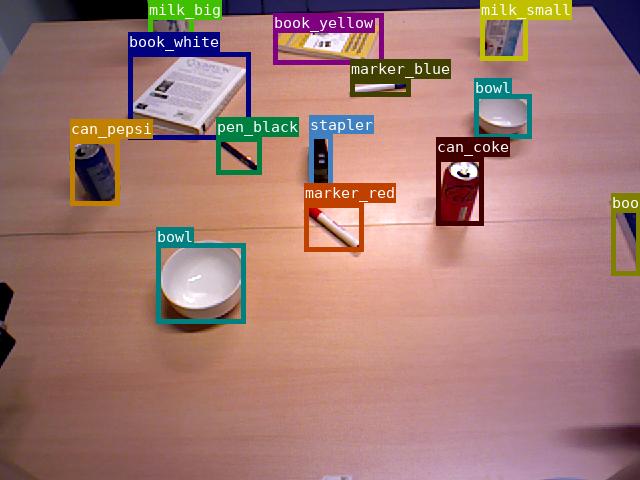 milk_big
milk_small
book_yellow
book_white
marker_blue
bowl
stapler
pen_black
can_pepsi
can_coke
marker_red
boo
bowl